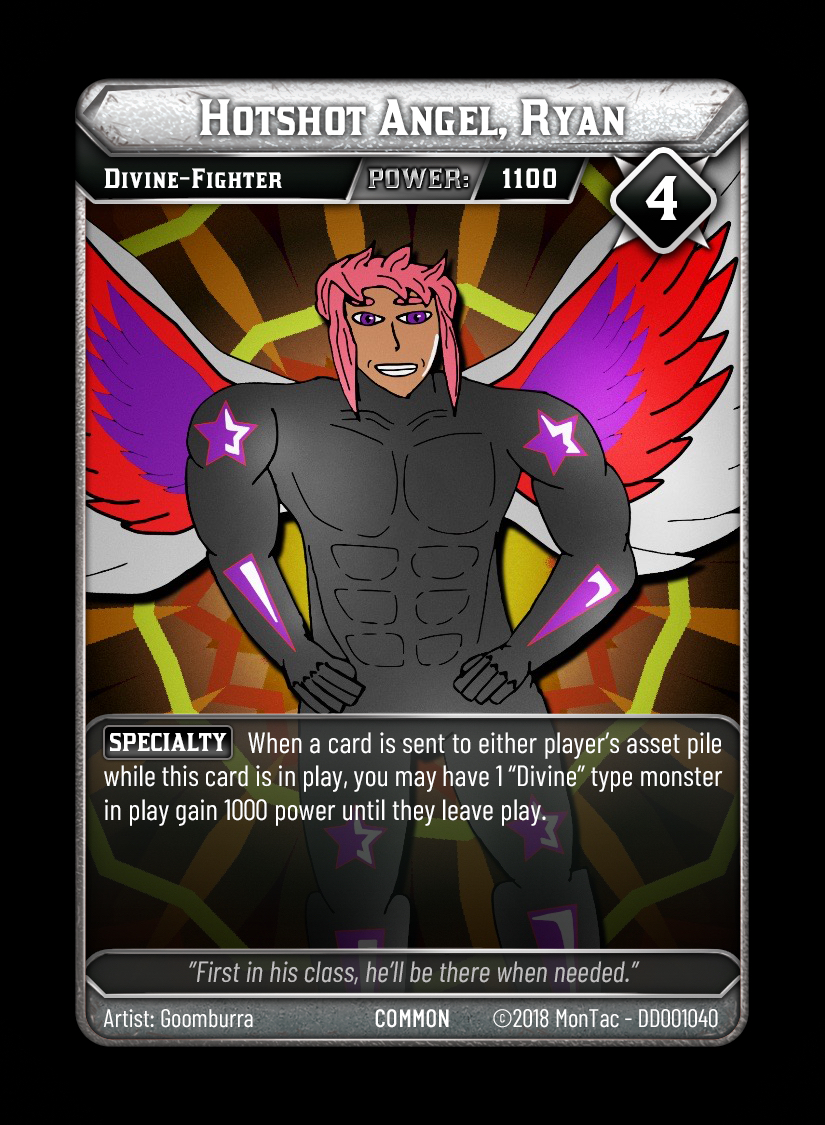 Hotshot Angel, Ryan
Divine-Fighter POWER: 1100
4
SPECIALTY When a card is sent to either player's asset pile
while this card is in play, you may have 1 “Divine” type monster
in play gain 1000 power until they leave play.
“First in his class, he'll be there when needed.”
Artist: Goomburra COMMON ©2018 MonTac - DD001040